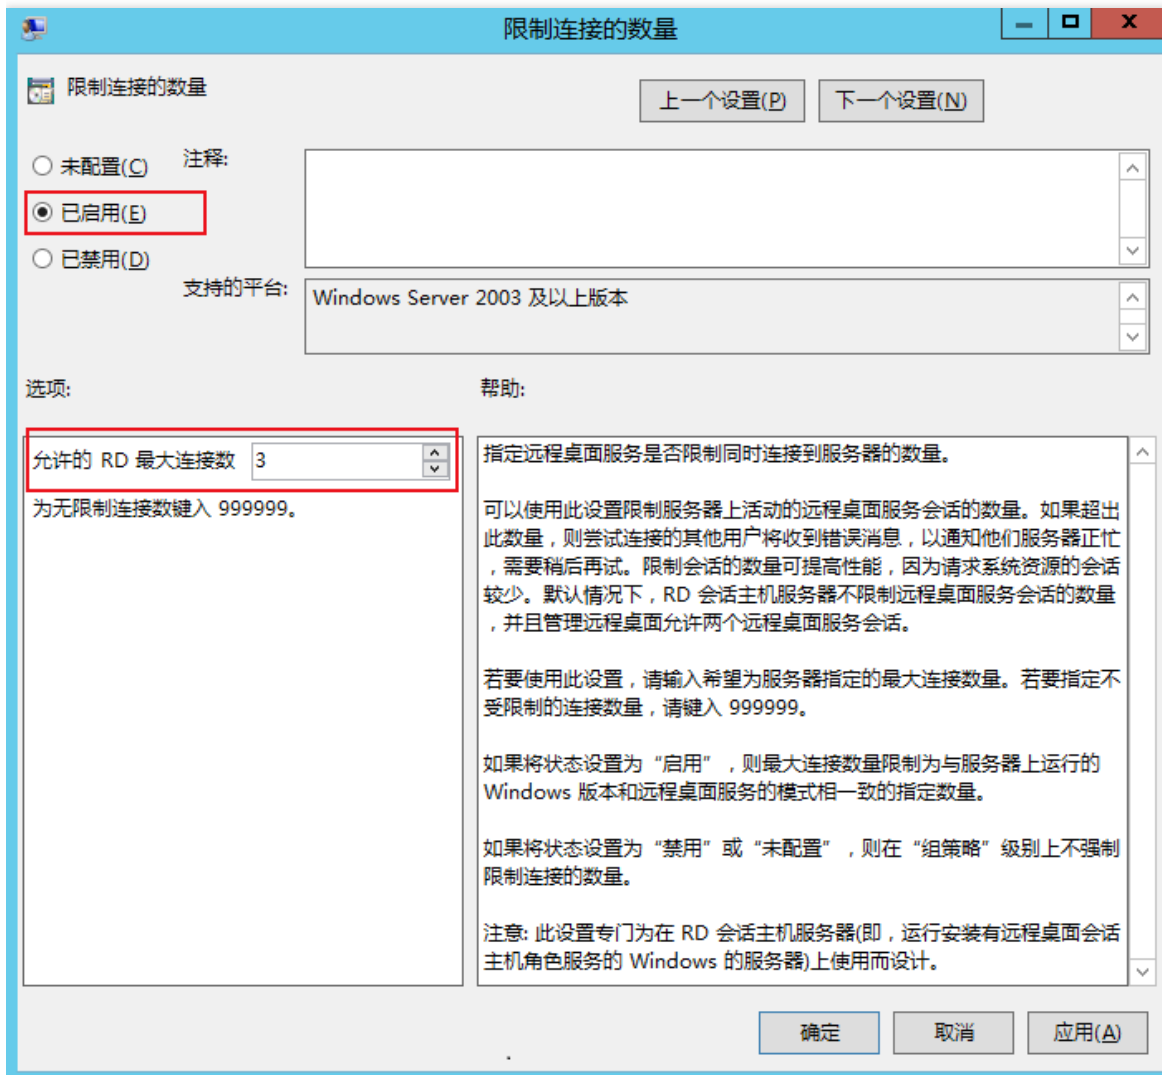 限制连接的数量
限制连接的数量
上一个设置(P)
下一个设置(N)
未配置(C)
注释:
已启用(E)
已禁用(D)
支持的平台:
Windows Server 2003 及以上版本
选项:
帮助:
允许的 RD 最大连接数 3
为无限制连接数键入 999999。
指定远程桌面服务是否限制同时连接到服务器的数量。
可以使用此设置限制服务器上活动的远程桌面服务会话的数量。如果超出
此数量，则尝试连接的其他用户将收到错误消息，以通知他们服务器正忙
，需要稍后再试。限制会话的数量可提高性能，因为请求系统资源的会话
较少。默认情况下，RD 会话主机服务器不限制远程桌面服务会话的数量
，并且管理远程桌面允许两个远程桌面服务会话。
若要使用此设置，请输入希望为服务器指定的最大连接数量。若要指定不
受限制的连接数量，请键入 999999。
如果将状态设置为“启用”，则最大连接数量限制为与服务器上运行的
Windows 版本和远程桌面服务的模式相一致的指定数量。
如果将状态设置为“禁用”或“未配置”，则在“组策略”级别上不强制
限制连接的数量。
注意: 此设置专门为在 RD 会话主机服务器(即，运行安装有远程桌面会话
主机角色服务的 Windows 的服务器)上使用而设计。
确定
取消
应用(A)